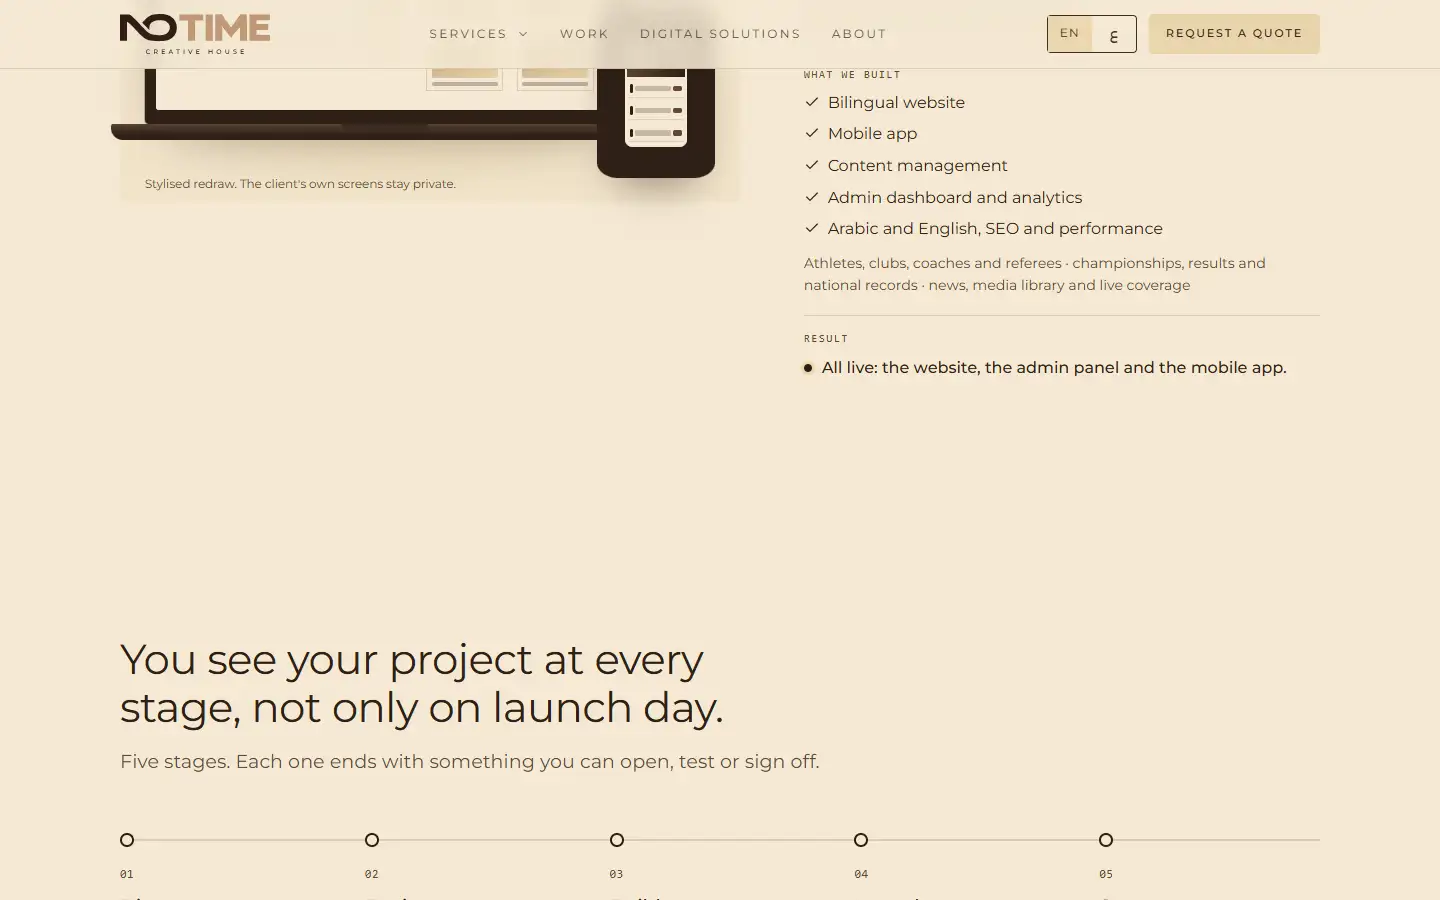 NOTIME
CREATIVE HOUSE
SERVICES
WORK
DIGITAL SOLUTIONS
ABOUT
EN
ع
REQUEST A QUOTE
Stylised redraw. The client's own screens stay private.
WHAT WE BUILT
Bilingual website
Mobile app
Content management
Admin dashboard and analytics
Arabic and English, SEO and performance
Athletes, clubs, coaches and referees · championships, results and
national records · news, media library and live coverage
RESULT
All live: the website, the admin panel and the mobile app.
You see your project at every
stage, not only on launch day.
Five stages. Each one ends with something you can open, test or sign off.
01
02
03
04
05